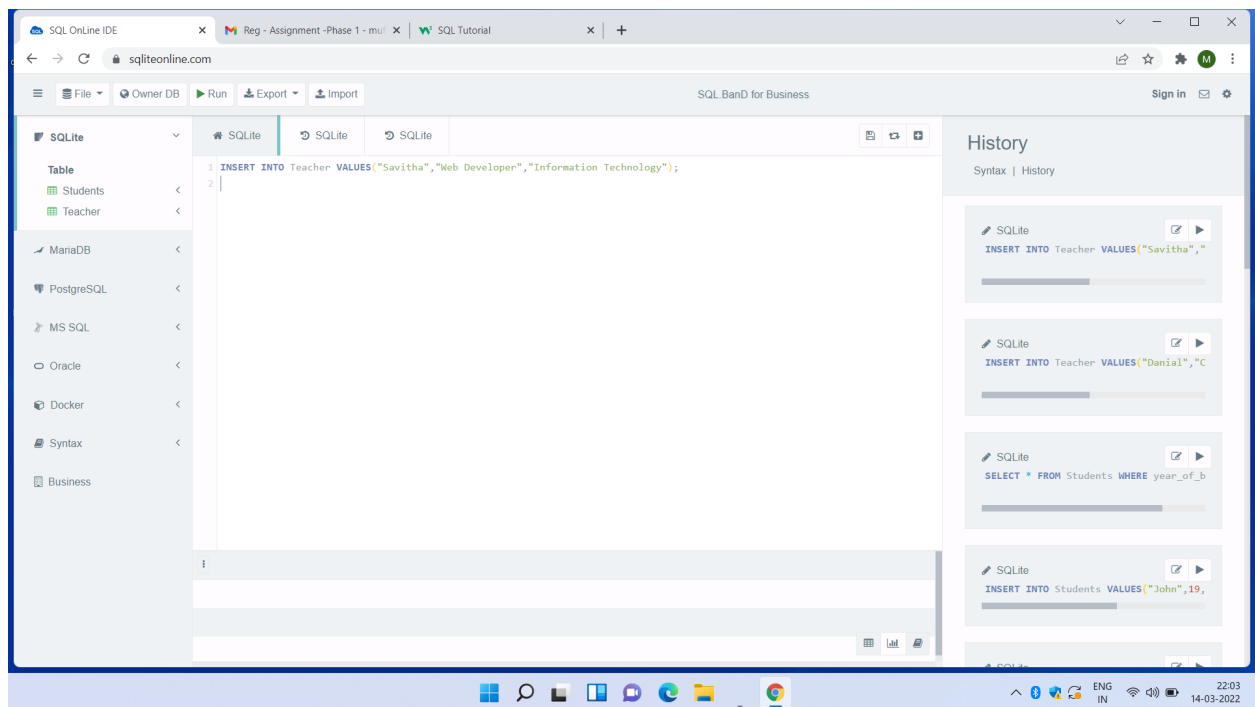 SQL OnLine IDE
Reg - Assignment -Phase 1 - mu
SQL Tutorial
sqliteonline.com
M
File
Owner DB
Run
Export
Import
SQL.BanD for Business
Sign in
SQLite
Table
Students
Teacher
MariaDB
PostgreSQL
MS SQL
Oracle
Docker
Syntax
Business
SQLite
SQLite
SQLite
1 INSERT INTO Teacher VALUES("Savitha","Web Developer","Information Technology");
2
History
Syntax | History
SQLite
INSERT INTO Teacher VALUES("Savitha","
SQLite
INSERT INTO Teacher VALUES("Danial","C
SQLite
SELECT * FROM Students WHERE year_of_b
SQLite
INSERT INTO Students VALUES("John",19,
ENG
IN
22:03
14-03-2022